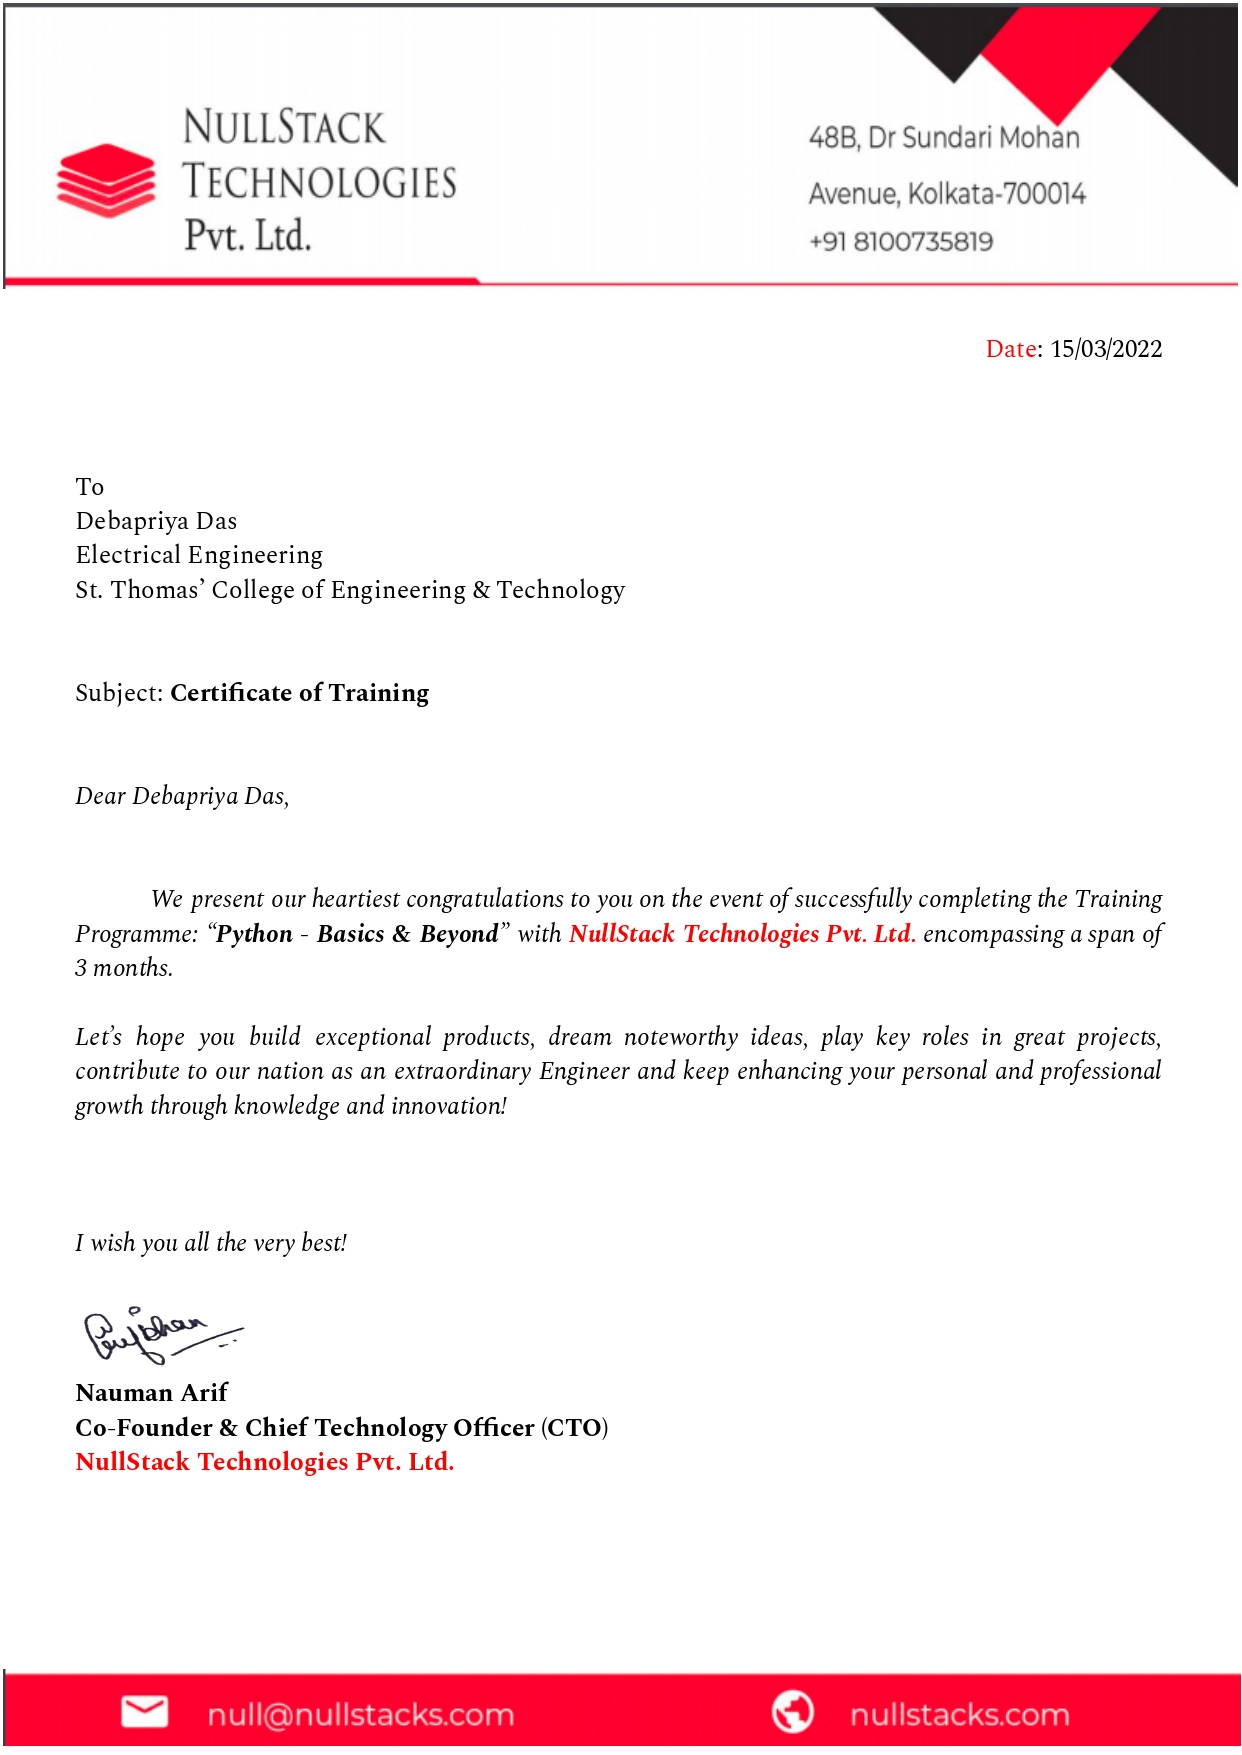 NULLSTACK
TECHNOLOGIES
Pvt. Ltd.
48B, Dr Sundari Mohan
Avenue, Kolkata-700014
+91 8100735819
Date: 15/03/2022
To
Debapriya Das
Electrical Engineering
St. Thomas’ College of Engineering & Technology
Subject: Certificate of Training
Dear Debapriya Das,
We present our heartiest congratulations to you on the event of successfully completing the Training
Programme: “Python - Basics & Beyond” with NullStack Technologies Pvt. Ltd. encompassing a span of
3 months.
Let’s hope you build exceptional products, dream noteworthy ideas, play key roles in great projects,
contribute to our nation as an extraordinary Engineer and keep enhancing your personal and professional
growth through knowledge and innovation!
I wish you all the very best!
Nauman Arif
Co-Founder & Chief Technology Officer (CTO)
NullStack Technologies Pvt. Ltd.
null@nullstacks.com
nullstacks.com